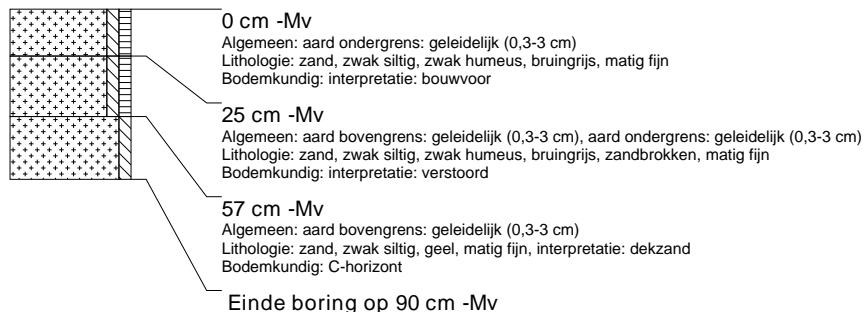 0 cm -Mv
Algemeen: aard ondergrens: geleidelijk (0,3-3 cm)
Lithologie: zand, zwak siltig, zwak humeus, bruingrijs, matig fijn
Bodemkundig: interpretatie: bouwvoor
25 cm -Mv
Algemeen: aard bovengrens: geleidelijk (0,3-3 cm), aard ondergrens: geleidelijk (0,3-3 cm)
Lithologie: zand, zwak siltig, zwak humeus, bruingrijs, zandbrokken, matig fijn
Bodemkundig: interpretatie: verstoord
57 cm -Mv
Algemeen: aard bovengrens: geleidelijk (0,3-3 cm)
Lithologie: zand, zwak siltig, geel, matig fijn, interpretatie: dekzand
Bodemkundig: C-horizont
Einde boring op 90 cm -Mv